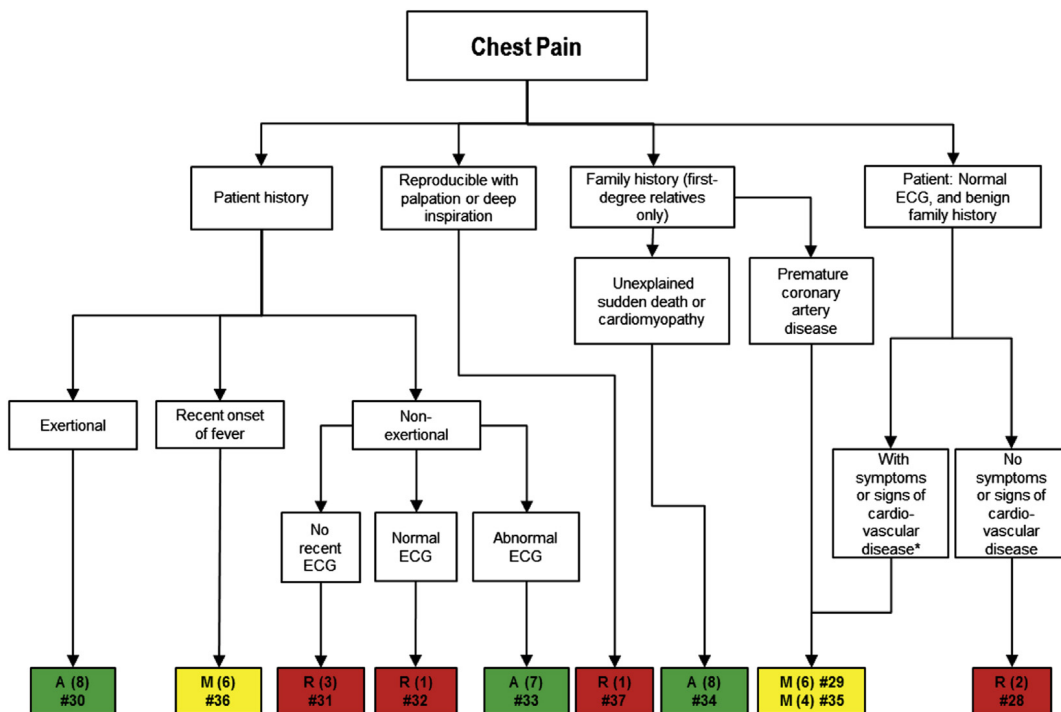 Chest Pain
Patient history
Reproducible with
palpation or deep
inspiration
Family history (first-
degree relatives
only)
Patient: Normal
ECG, and benign
family history
Unexplained
sudden death or
cardiomyopathy
Premature
coronary
artery
disease
Exertional
Recent onset
of fever
Non-
exertional
With
symptoms
or signs of
cardio-
vascular
disease*
No
symptoms
or signs of
cardio-
vascular
disease
No
recent
ECG
Normal
ECG
Abnormal
ECG
A (8)
#30
M (6)
#36
R (3)
#31
R (1)
#32
A (7)
#33
R (1)
#37
A (8)
#34
M (6) #29
M (4) #35
R (2)
#28